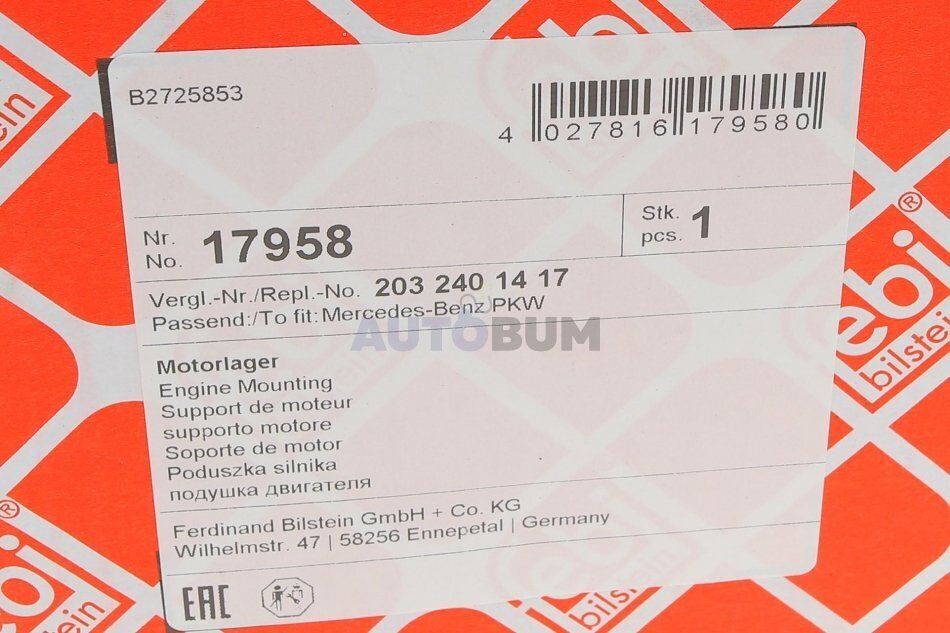 B2725853
4 027816 179580
Nr.
No. 17958
Stk.
pcs. 1
Vergl.-Nr./Repl.-No. 203 240 14 17
Passend:/To fit: Mercedes-Benz PKW
AUTOBUM
Motorlager
Engine Mounting
Support de moteur
supporto motore
Soporte de motor
Poduszka silnika
подушка двигателя
Ferdinand Bilstein GmbH + Co. KG
Wilhelmstr. 47 | 58256 Ennepetal | Germany
EAC
febi®
bilstein
bilstein